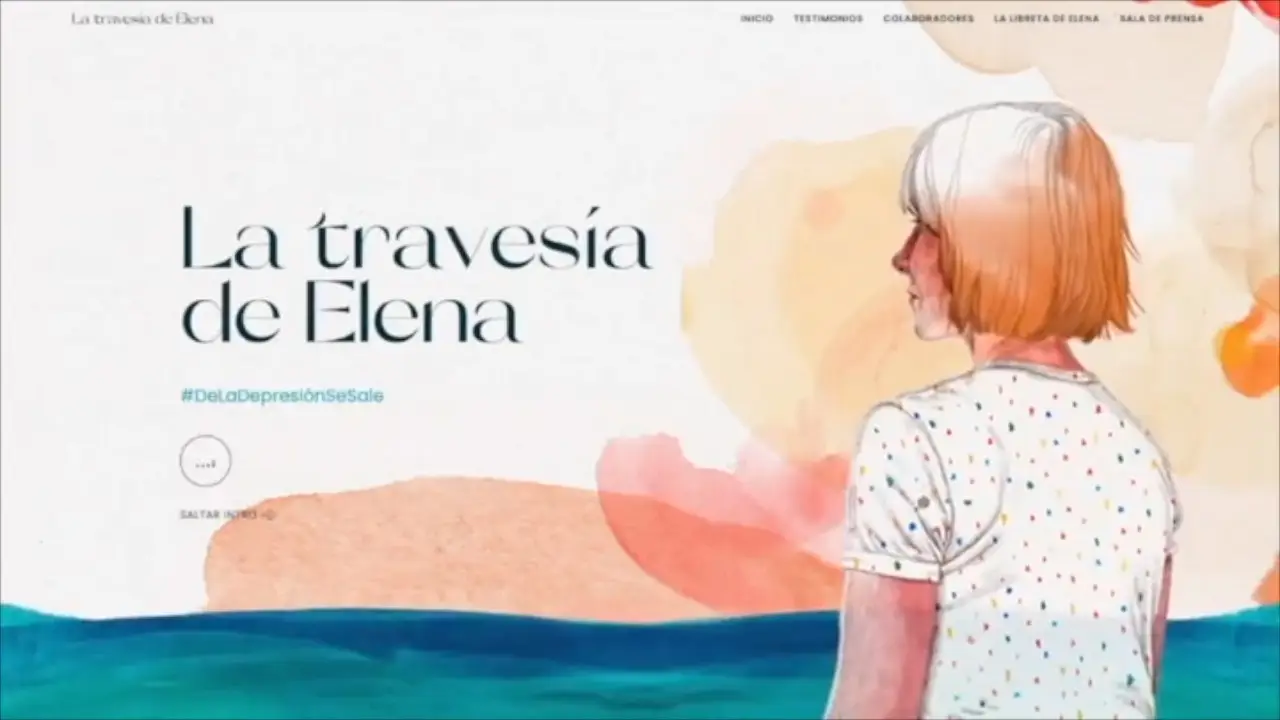 La travesía de Elena
INICIO TESTIMONIOS COLABORADORES LA LIBRETA DE ELENA SALA DE PRENSA
La travesía
de Elena
#DeLaDepresiónSeSale
SALTAR INTRO